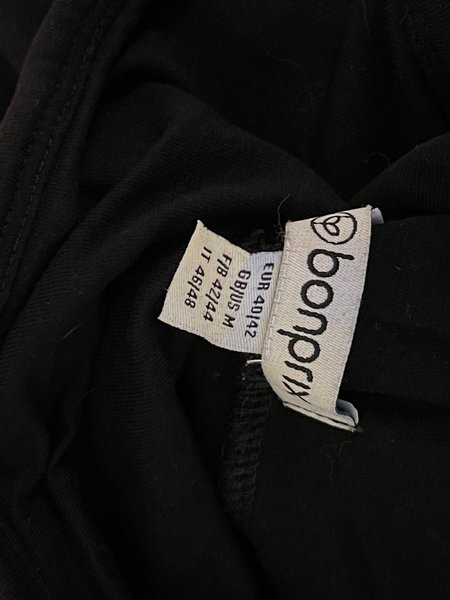 bonprix
EUR 40/42
GB/US M
F/B 42/44
IT 46/48